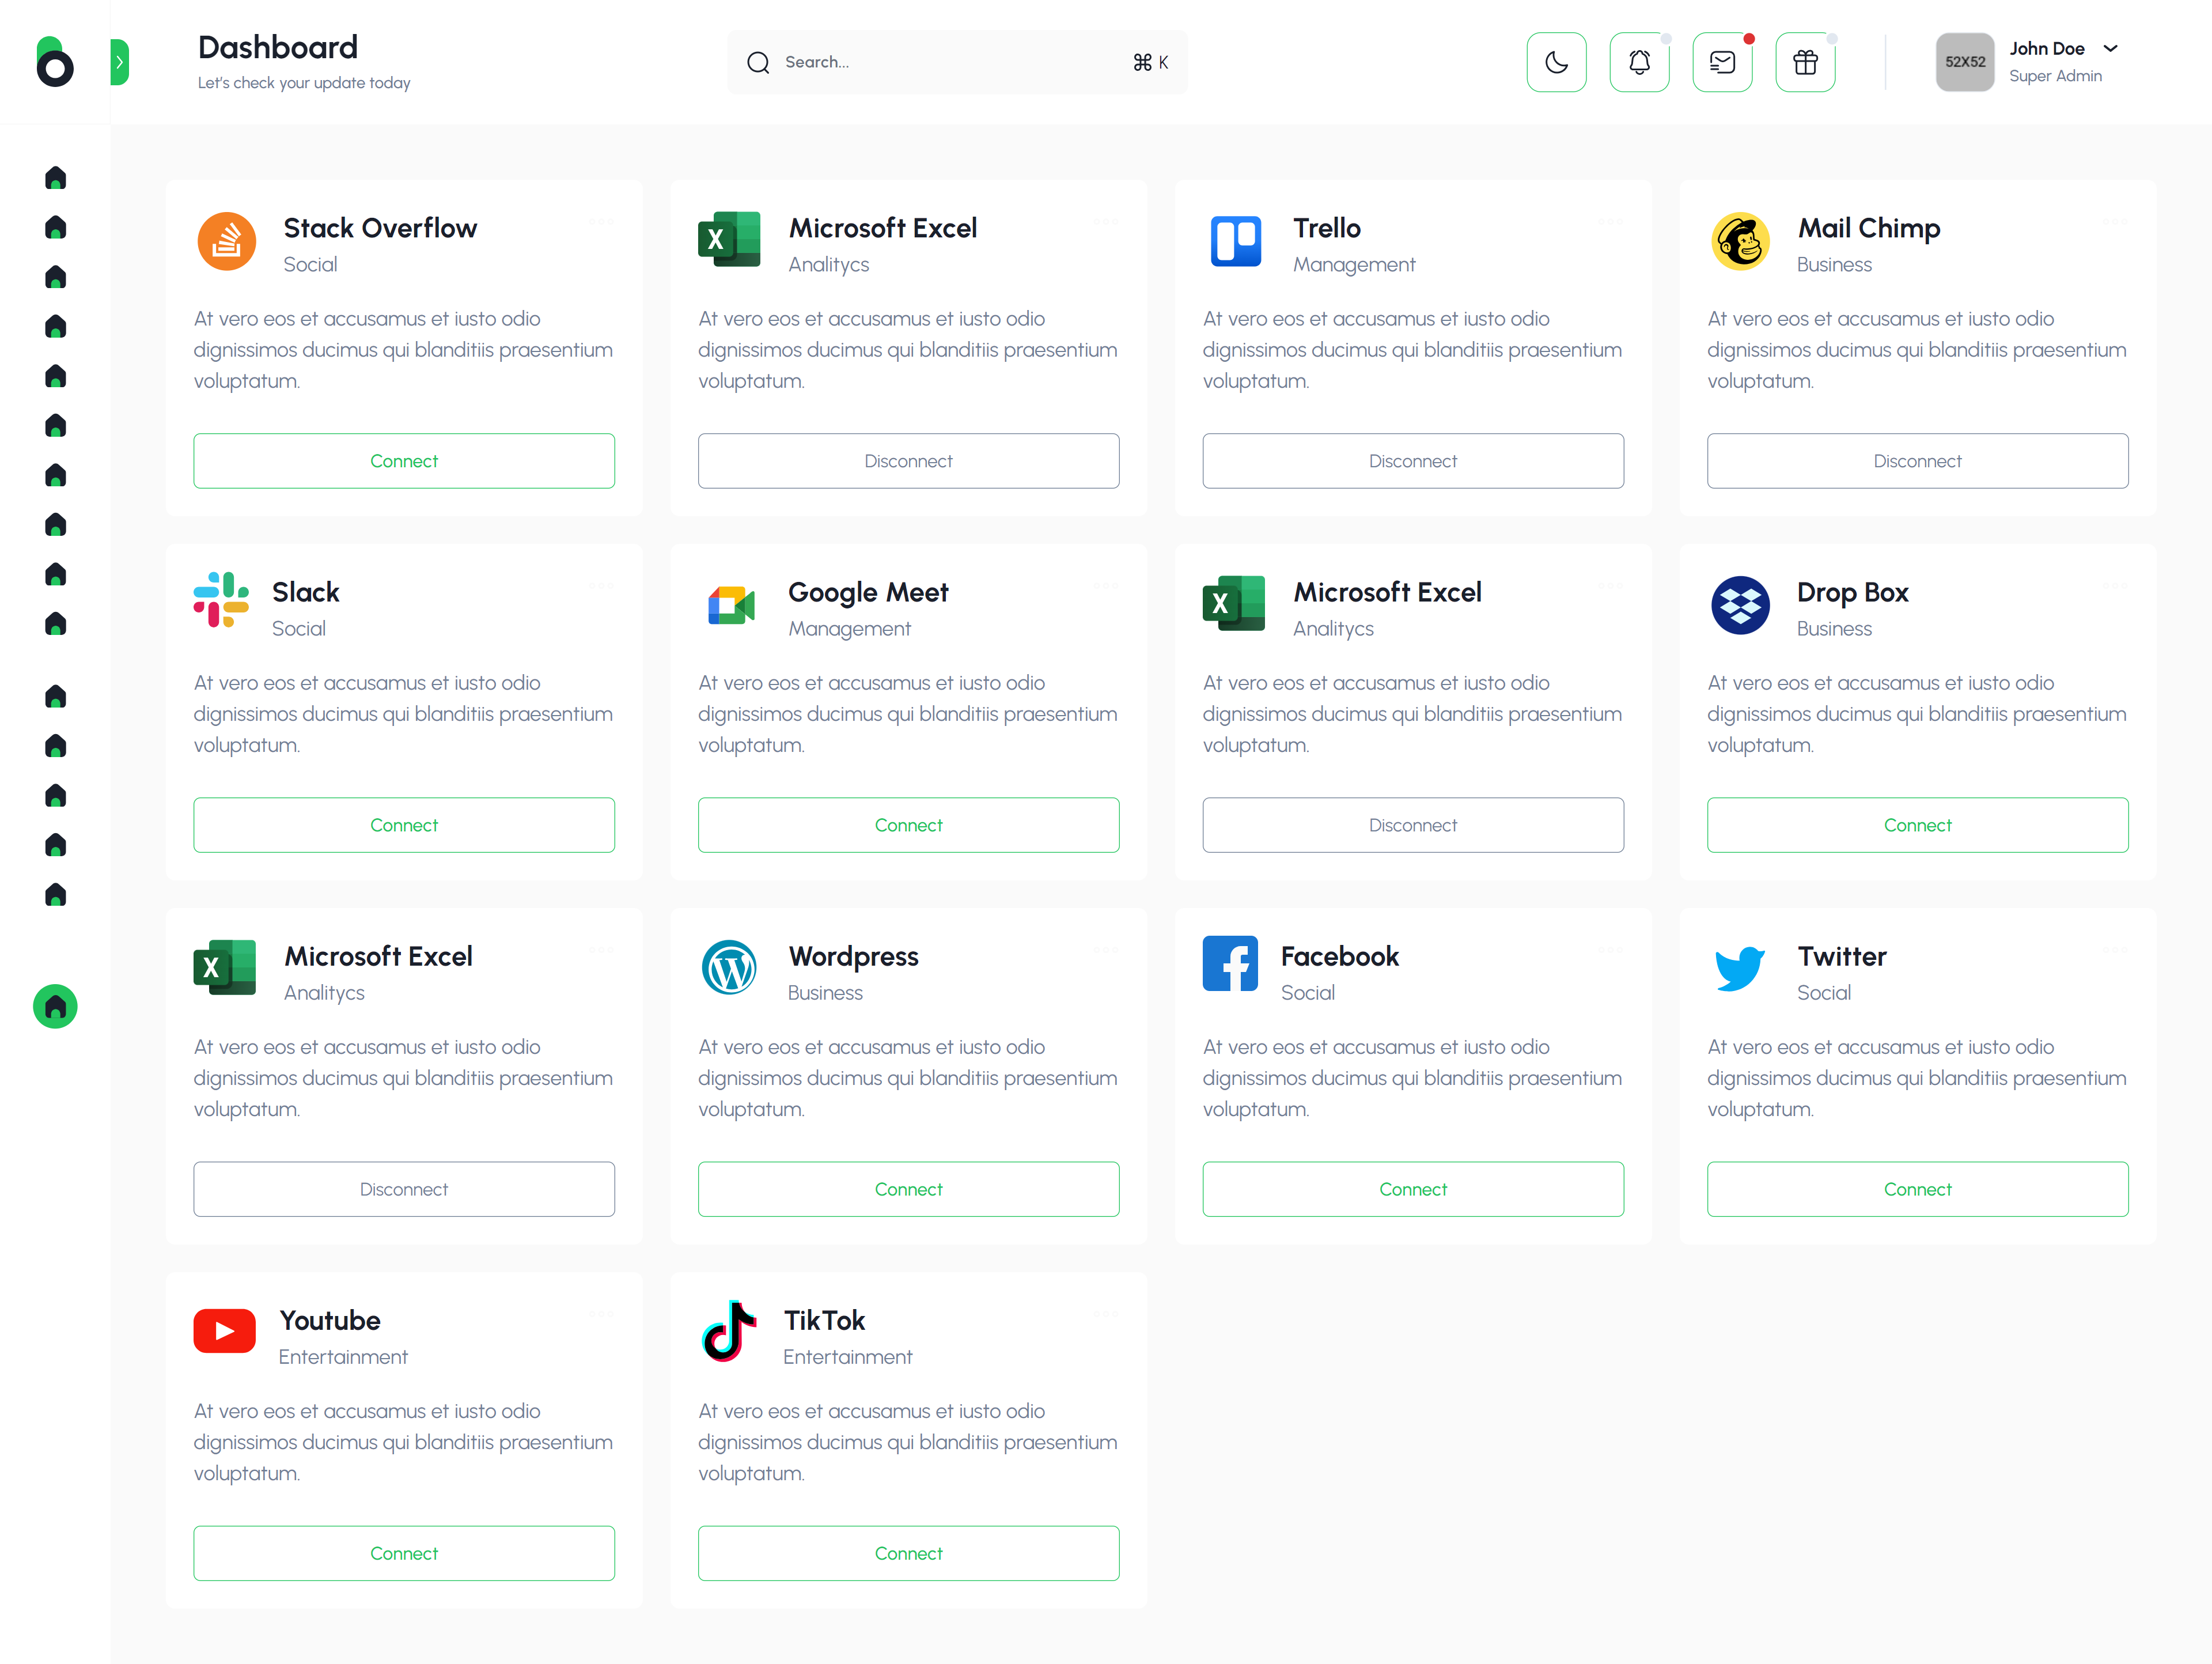 Dashboard
Let's check your update today
Search...
⌘ K
52X52
John Doe
Super Admin
Stack Overflow
Social
At vero eos et accusamus et iusto odio
dignissimos ducimus qui blanditiis praesentium
voluptatum.
Connect
Microsoft Excel
Analitycs
At vero eos et accusamus et iusto odio
dignissimos ducimus qui blanditiis praesentium
voluptatum.
Disconnect
Trello
Management
At vero eos et accusamus et iusto odio
dignissimos ducimus qui blanditiis praesentium
voluptatum.
Disconnect
Mail Chimp
Business
At vero eos et accusamus et iusto odio
dignissimos ducimus qui blanditiis praesentium
voluptatum.
Disconnect
Slack
Social
At vero eos et accusamus et iusto odio
dignissimos ducimus qui blanditiis praesentium
voluptatum.
Connect
Google Meet
Management
At vero eos et accusamus et iusto odio
dignissimos ducimus qui blanditiis praesentium
voluptatum.
Connect
Microsoft Excel
Analitycs
At vero eos et accusamus et iusto odio
dignissimos ducimus qui blanditiis praesentium
voluptatum.
Disconnect
Drop Box
Business
At vero eos et accusamus et iusto odio
dignissimos ducimus qui blanditiis praesentium
voluptatum.
Connect
Microsoft Excel
Analitycs
At vero eos et accusamus et iusto odio
dignissimos ducimus qui blanditiis praesentium
voluptatum.
Disconnect
Wordpress
Business
At vero eos et accusamus et iusto odio
dignissimos ducimus qui blanditiis praesentium
voluptatum.
Connect
Facebook
Social
At vero eos et accusamus et iusto odio
dignissimos ducimus qui blanditiis praesentium
voluptatum.
Connect
Twitter
Social
At vero eos et accusamus et iusto odio
dignissimos ducimus qui blanditiis praesentium
voluptatum.
Connect
Youtube
Entertainment
At vero eos et accusamus et iusto odio
dignissimos ducimus qui blanditiis praesentium
voluptatum.
Connect
TikTok
Entertainment
At vero eos et accusamus et iusto odio
dignissimos ducimus qui blanditiis praesentium
voluptatum.
Connect